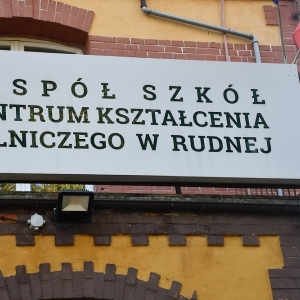 SPÓŁ SZKÓŁ
NTRUM KSZTAŁCENIA
LNICZEGO W RUDNEJ